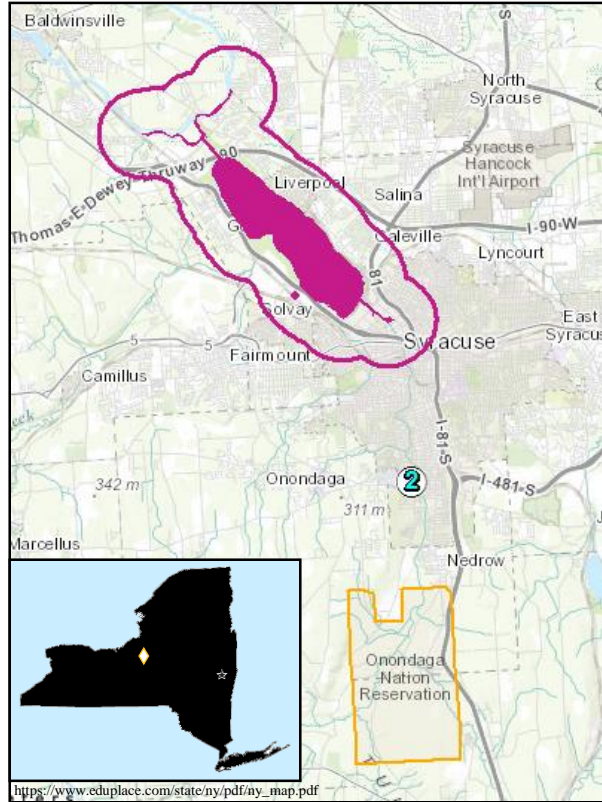 Baldwinsville
S
North
Syracuse
Syracuse
Hancock
Int'l Airport
90
Thomas-E-Dewey-Thruway
Liverpool
Salina
I-90-W
Galeville
Lyncourt
81
Solvay
East
Syracuse
5
5
Fairmount
Camillus
I-81-S
Onondaga
2
I-481-S
342 m
311 m
Marcellus
Nedrow
Onondaga
Nation
Reservation
T U
https://www.eduplace.com/state/ny/pdf/ny_map.pdf